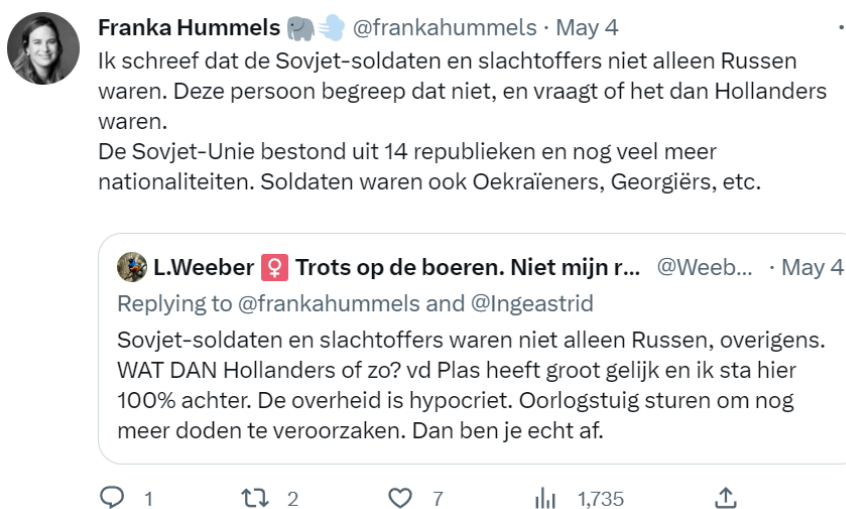 Franka Hummels 🐘💨 @frankahummels · May 4
Ik schreef dat de Sovjet-soldaten en slachtoffers niet alleen Russen
waren. Deze persoon begreep dat niet, en vraagt of het dan Hollanders
waren.
De Sovjet-Unie bestond uit 14 republieken en nog veel meer
nationaliteiten. Soldaten waren ook Oekraïeners, Georgiërs, etc.
L.Weeber ♀ Trots op de boeren. Niet mijn r... @Weeb... · May 4
Replying to @frankahummels and @Ingeastrid
Sovjet-soldaten en slachtoffers waren niet alleen Russen, overigens.
WAT DAN Hollanders of zo? vd Plas heeft groot gelijk en ik sta hier
100% achter. De overheid is hypocriet. Oorlogstuig sturen om nog
meer doden te veroorzaken. Dan ben je echt af.
1 2 7 1,735